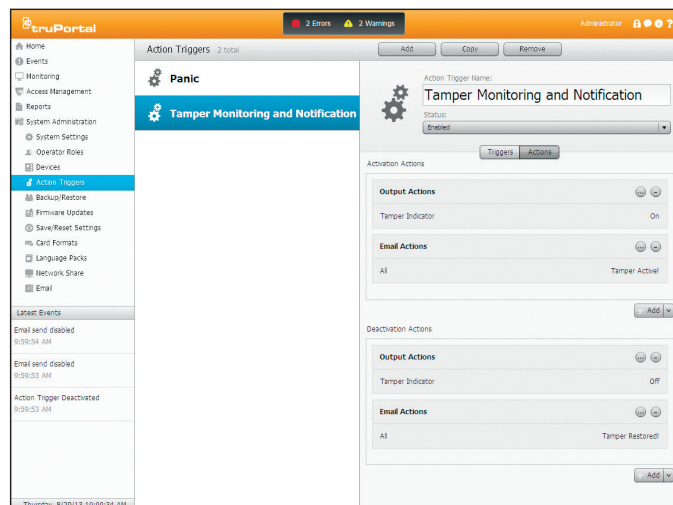 truPortal
2 Errors
2 Warnings
Administrator
Home
Events
Monitoring
Access Management
Reports
System Administration
System Settings
Operator Roles
Devices
Action Triggers
Backup/Restore
Firmware Updates
Save/Reset Settings
Card Formats
Language Packs
Network Share
Email
Latest Events
Email send disabled
9:59:54 AM
Email send disabled
9:59:53 AM
Action Trigger Deactivated
9:59:53 AM
Action Triggers 2 total
Add
Copy
Remove
Panic
Tamper Monitoring and Notification
Action Trigger Name:
Tamper Monitoring and Notification
Status:
Enabled
Triggers
Actions
Activation Actions
Output Actions
Tamper Indicator On
Email Actions
All Tamper Active!
Add
Deactivation Actions
Output Actions
Tamper Indicator Off
Email Actions
All Tamper Restored!
Add